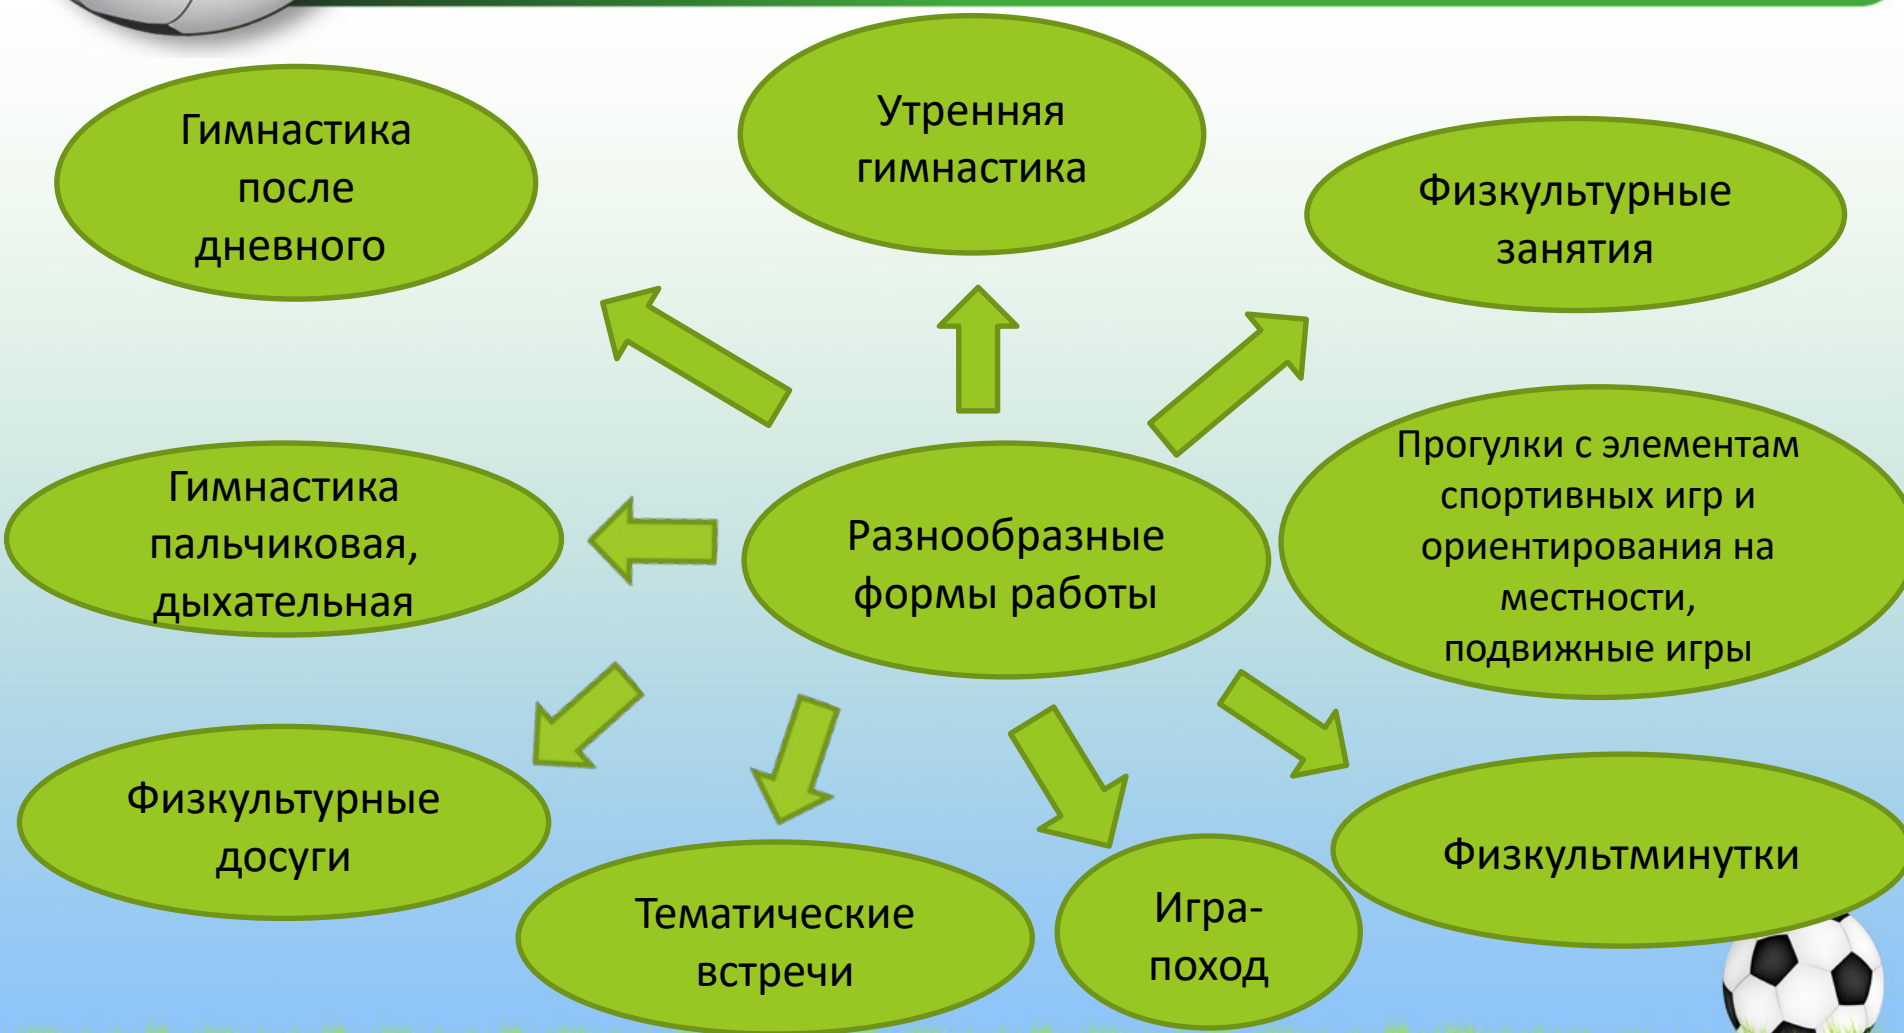 Гимнастика
после
дневного
Утренняя
гимнастика
Физкультурные
занятия
Гимнастика
пальчиковая,
дыхательная
Разнообразные
формы работы
Прогулки с элементам
спортивных игр и
ориентирования на
местности,
подвижные игры
Физкультурные
досуги
Тематические
встречи
Игра-
поход
Физкультминутки